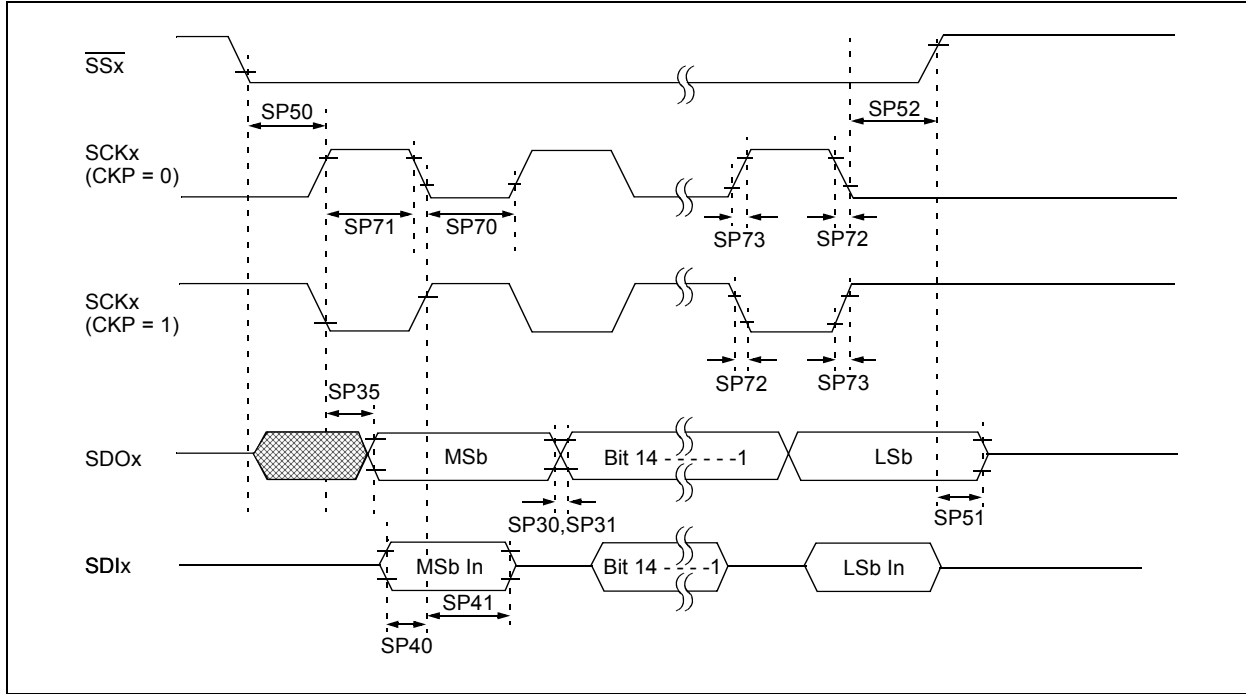 SSx
SP50
SP52
SCKx
(CKP = 0)
SP71
SP70
SP73
SP72
SCKx
(CKP = 1)
SP72
SP73
SP35
SDOx
MSb
Bit 14 - - - - - -1
LSb
SP30,SP31
SP51
SDIx
MSb In
Bit 14 - - - - -1
LSb In
SP41
SP40